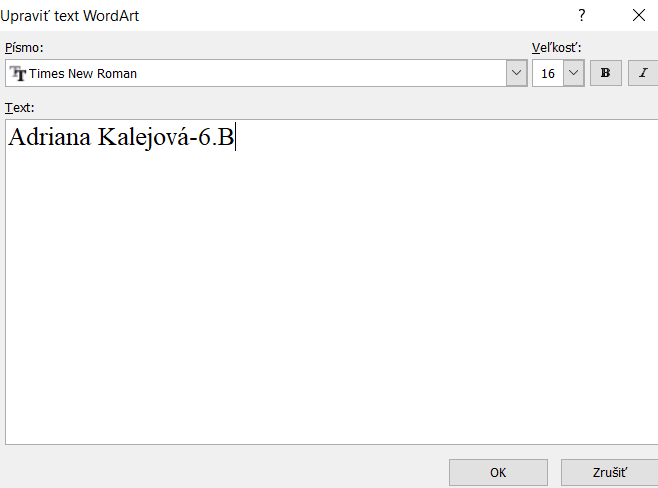 Upraviť text WordArt ?
Písmo: Veľkosť:
Times New Roman 16 B I
Text:
Adriana Kalejová-6.B
OK Zrušiť